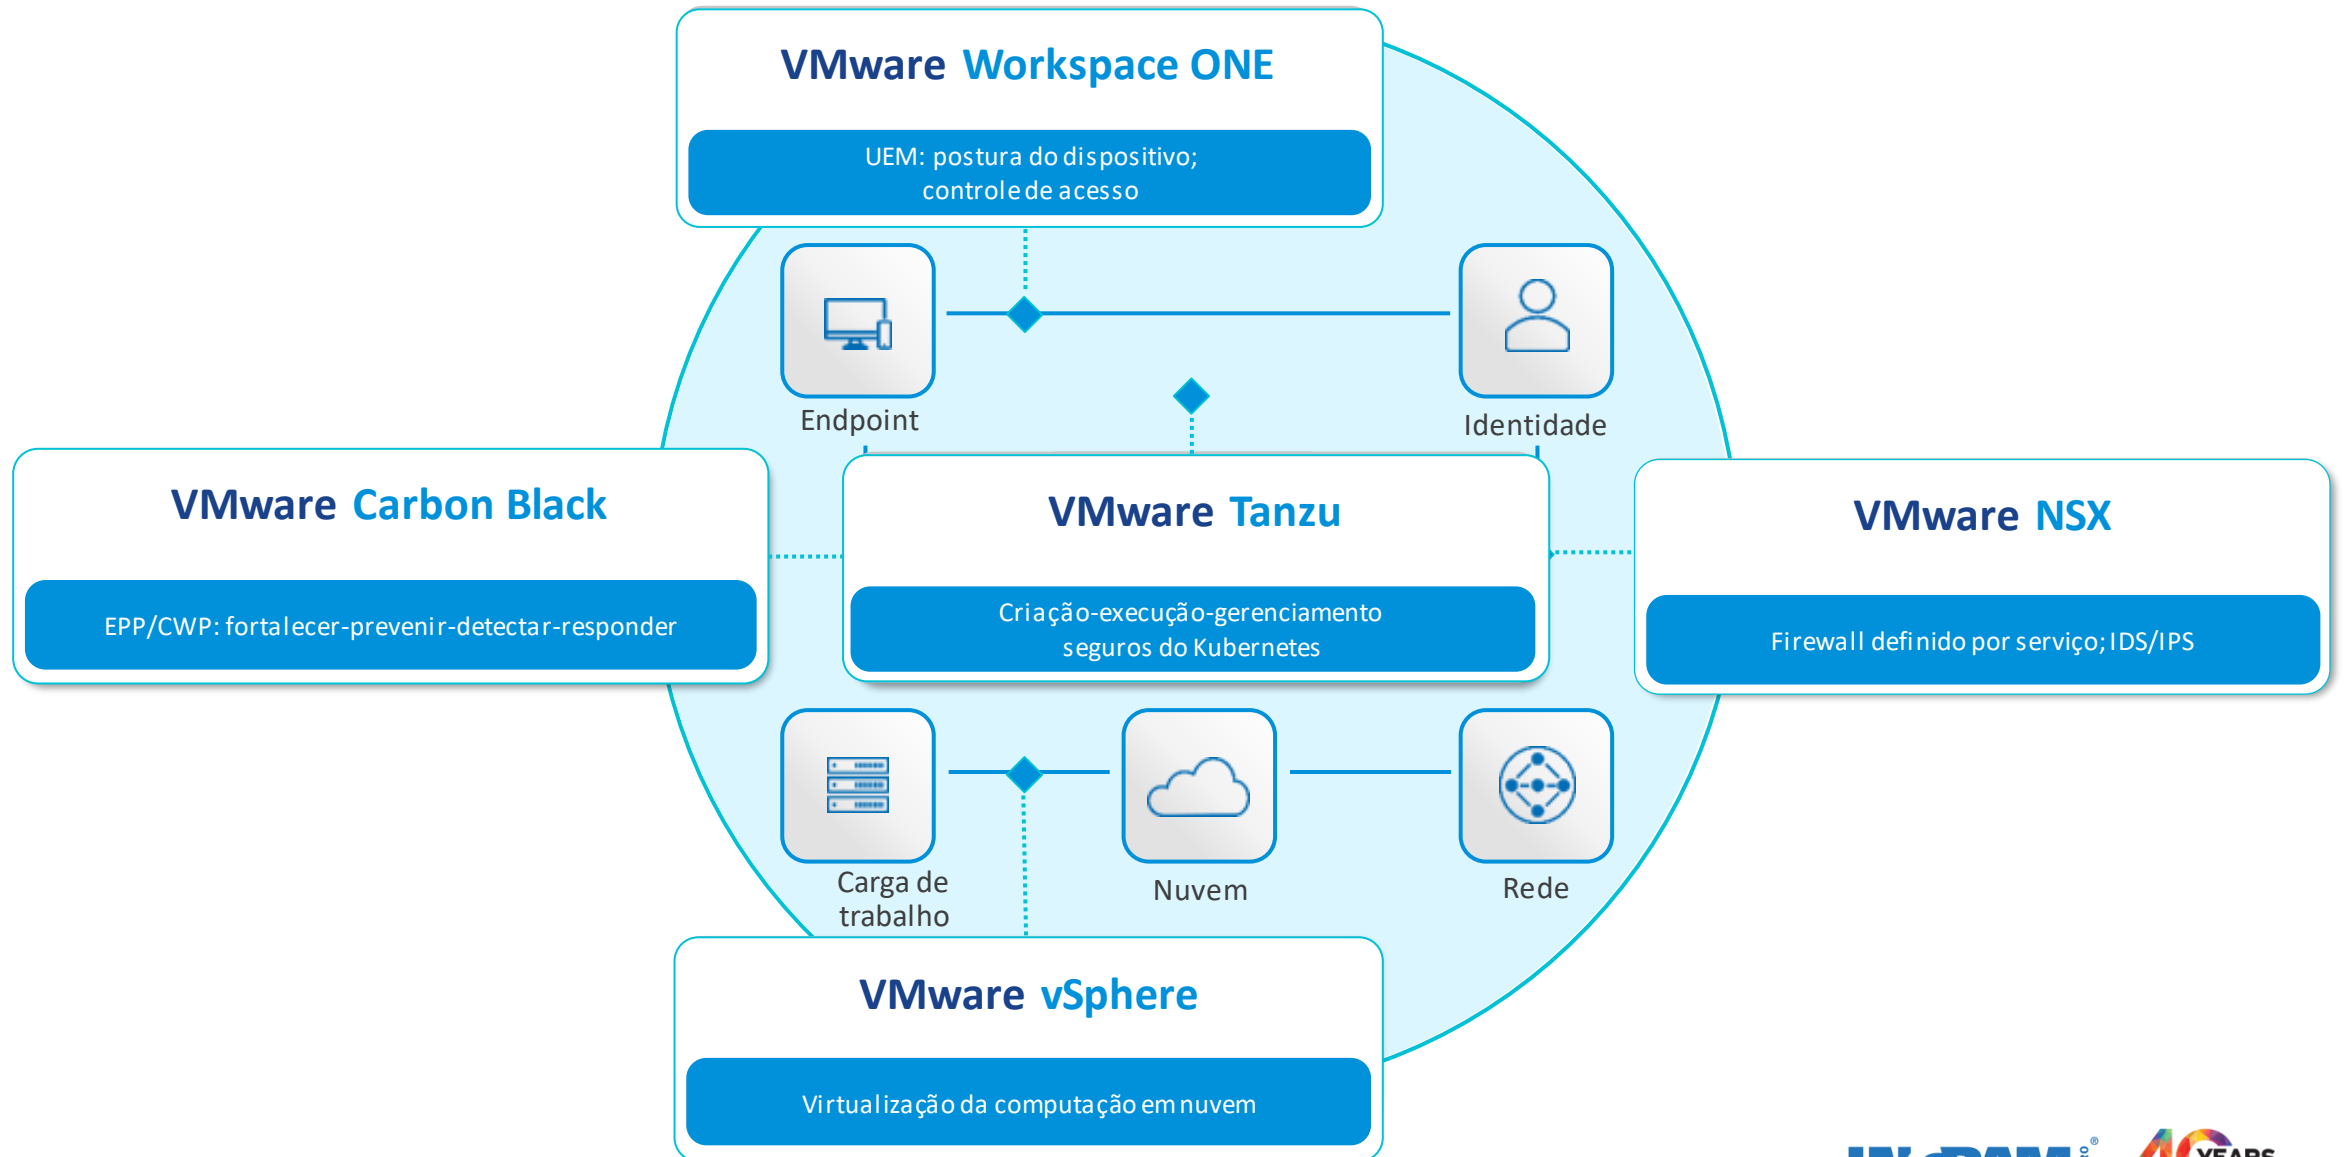 VMware Workspace ONE
UEM: postura do dispositivo;
controle de acesso
Endpoint
Identidade
VMware Carbon Black
EPP/CWP: fortalecer-prevenir-detectar-responder
VMware Tanzu
Criação-execução-gerenciamento
seguros do Kubernetes
VMware NSX
Firewall definido por serviço; IDS/IPS
Carga de
trabalho
Nuvem
Rede
VMware vSphere
Virtualização da computação em nuvem
YEARS